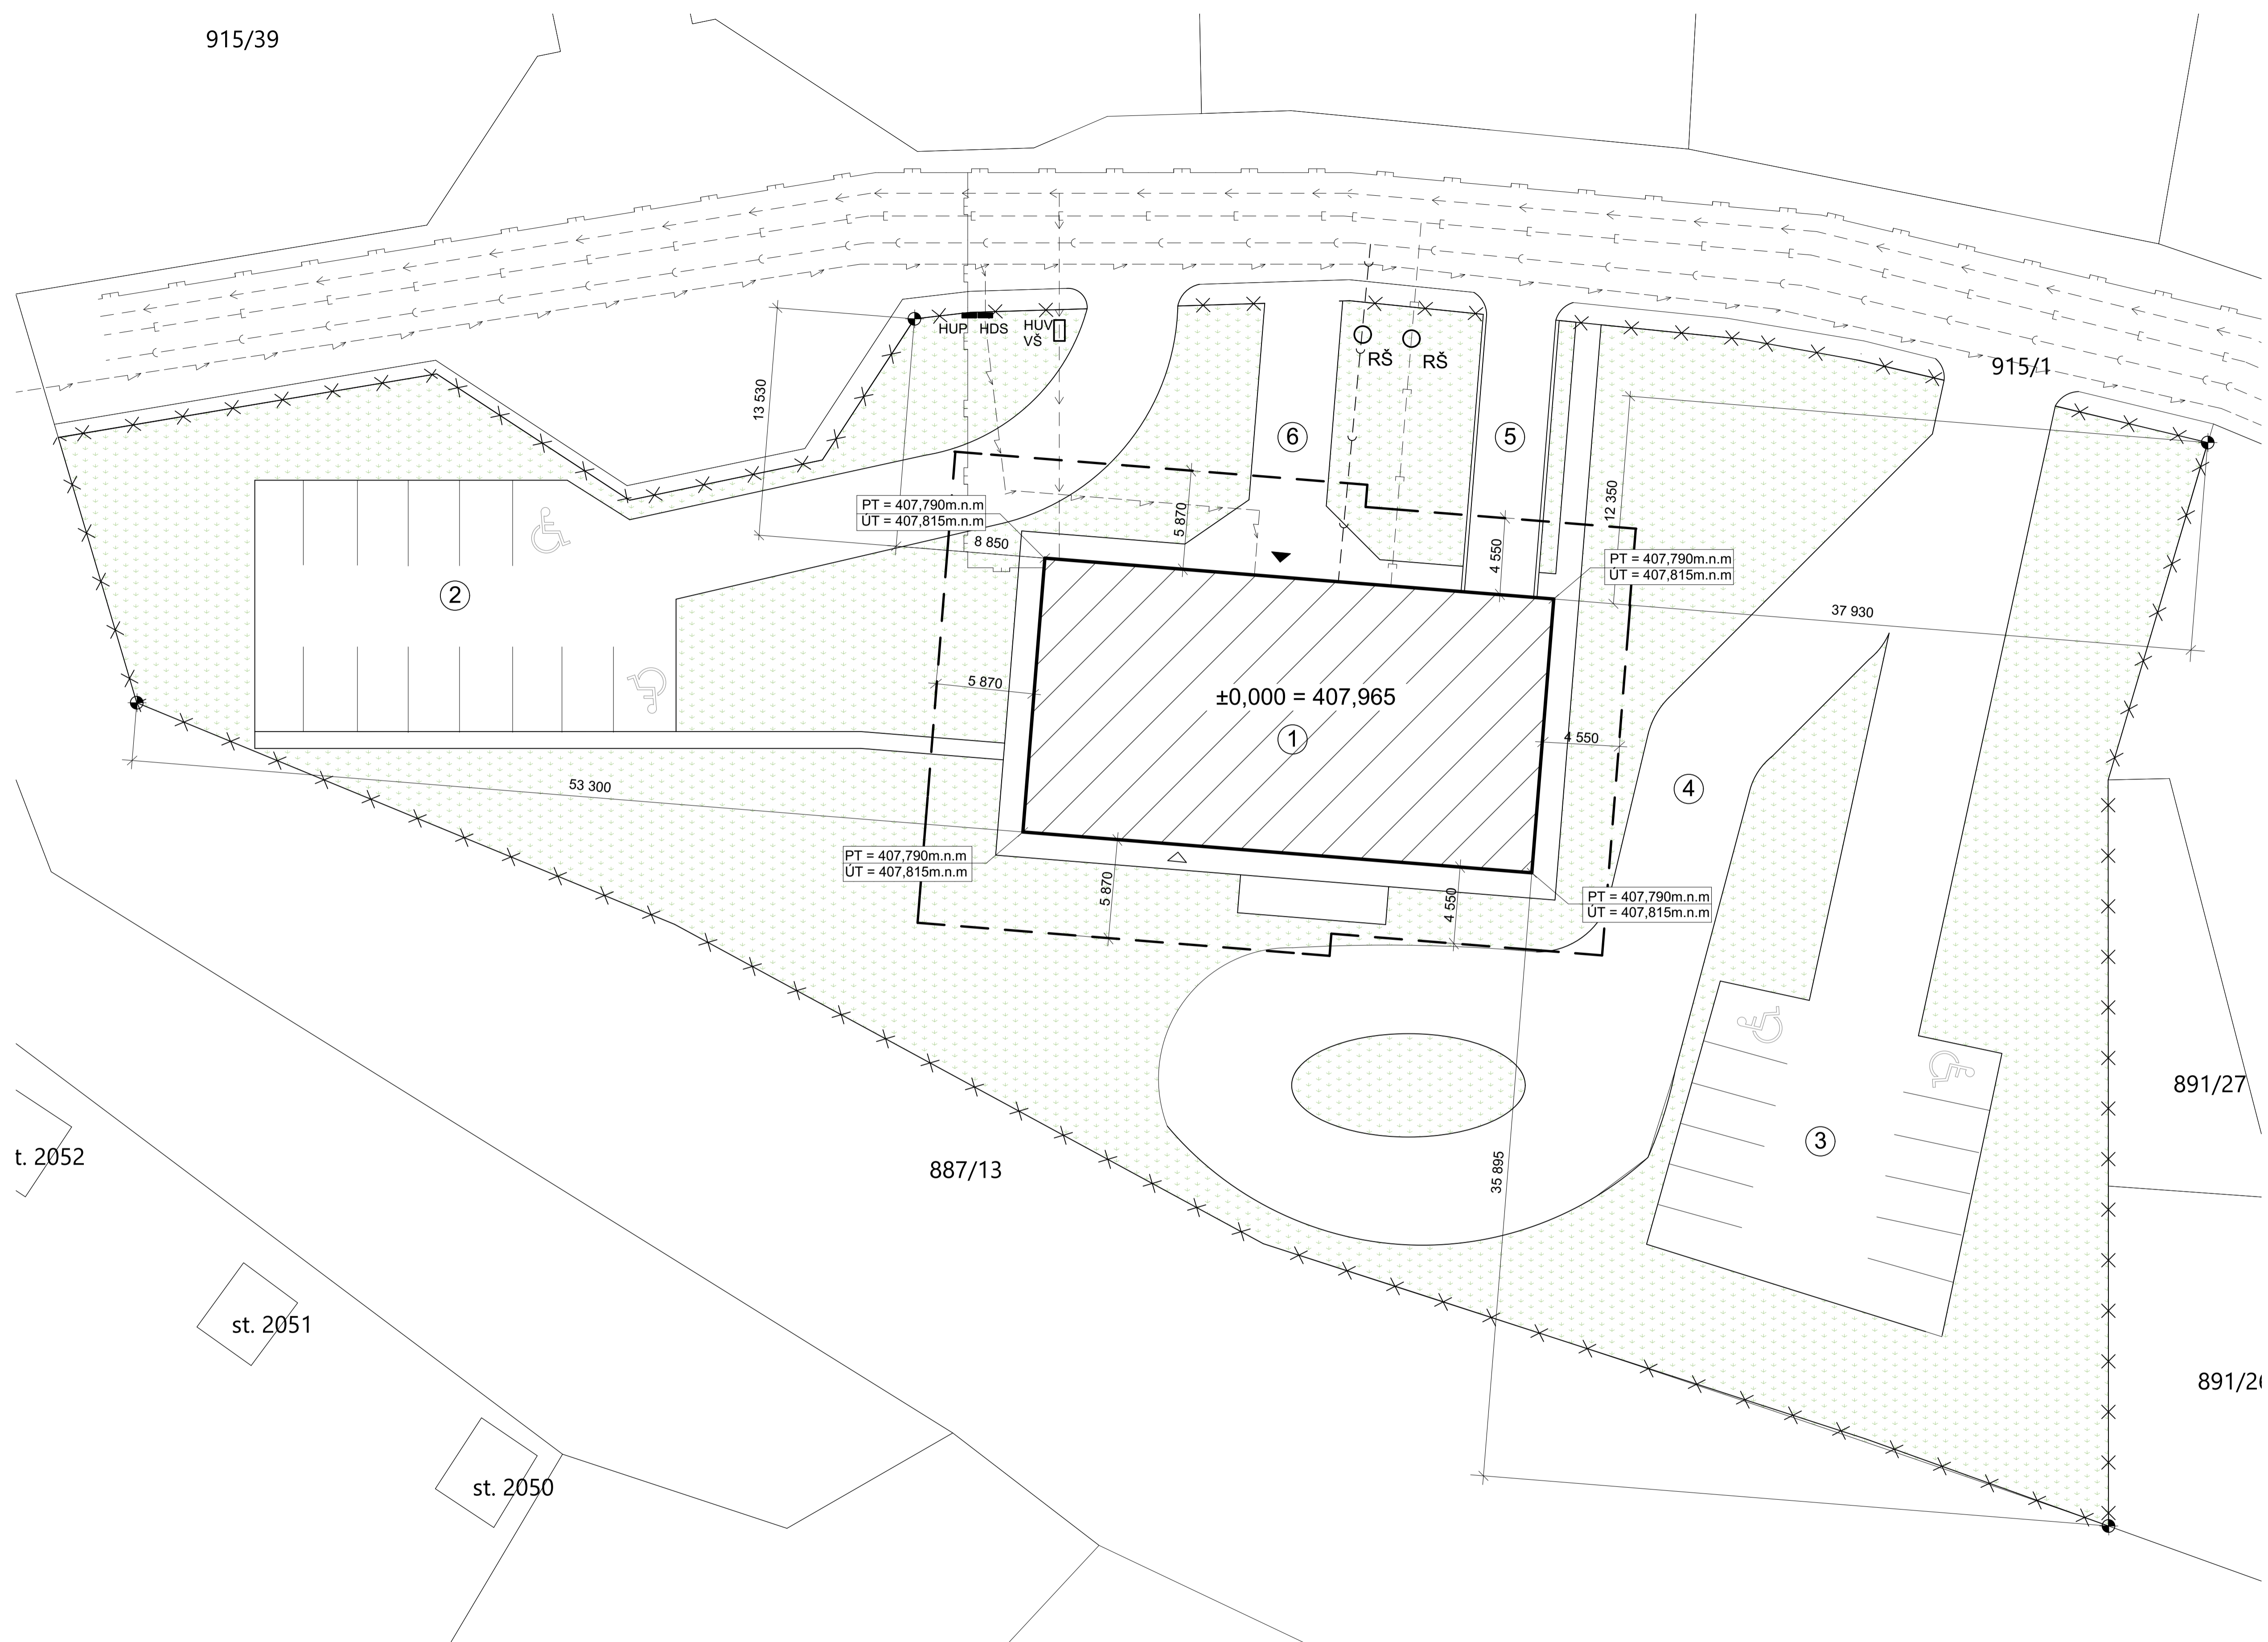 915/39
HUP
HDS
HUV
VŠ
RŠ
RŠ
915/1
13 530
6
5
12 350
PT = 407,790m.n.m
ÚT = 407,815m.n.m
8 850
5 870
4 550
PT = 407,790m.n.m
ÚT = 407,815m.n.m
2
37 930
5 870
±0,000 = 407,965
1
4 550
53 300
4
PT = 407,790m.n.m
ÚT = 407,815m.n.m
5 870
4 550
PT = 407,790m.n.m
ÚT = 407,815m.n.m
891/27
3
t. 2052
887/13
35 895
st. 2051
891/2
st. 2050